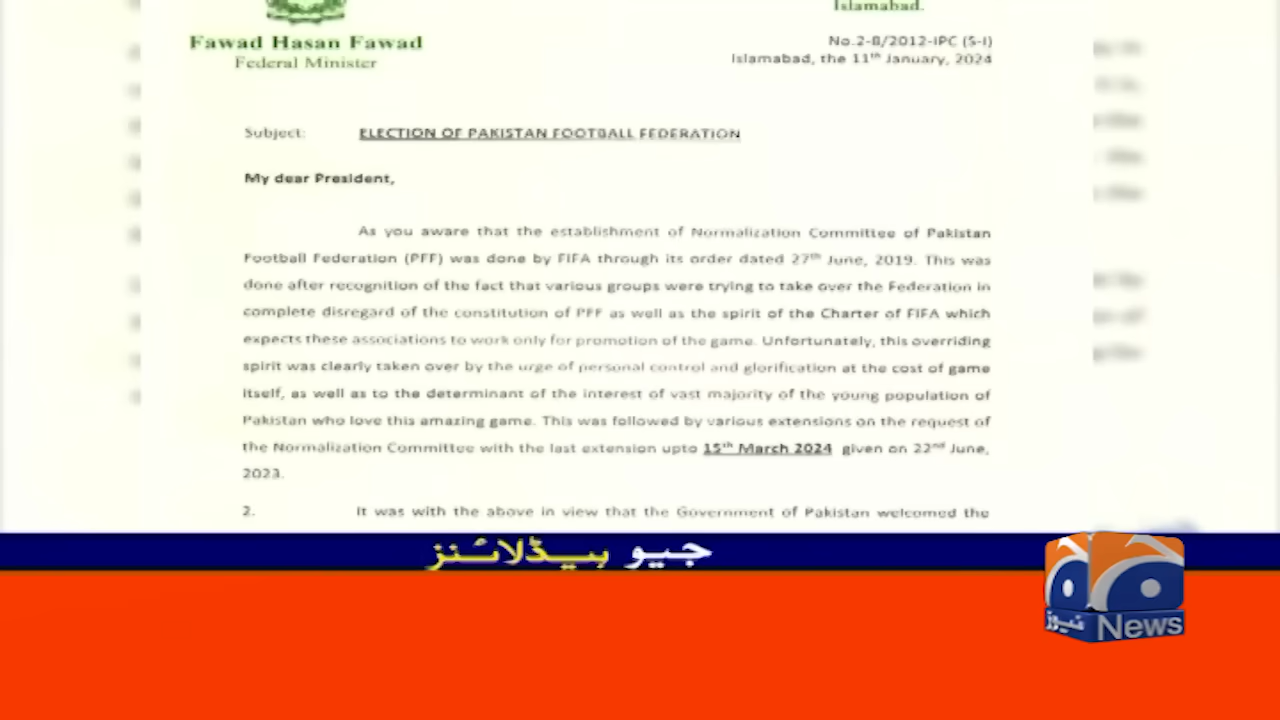 Islamabad.
Fawad Hasan Fawad
Federal Minister
No.2-8/2012-IPC (S-I)
Islamabad, the 11th January, 2024
Subject: ELECTION OF PAKISTAN FOOTBALL FEDERATION
My dear President,
As you aware that the establishment of Normalization Committee of Pakistan
Football Federation (PFF) was done by FIFA through its order dated 27th June, 2019. This was
done after recognition of the fact that various groups were trying to take over the Federation in
complete disregard of the constitution of PFF as well as the spirit of the Charter of FIFA which
expects these associations to work only for promotion of the game. Unfortunately, this overriding
spirit was clearly taken over by the urge of personal control and glorification at the cost of game
itself, as well as to the determinant of the interest of vast majority of the young population of
Pakistan who love this amazing game. This was followed by various extensions on the request of
the Normalization Committee with the last extension upto 15th March 2024 given on 22nd June,
2023.
2. It was with the above in view that the Government of Pakistan welcomed the
جیو ہیڈلائنز
نیوز News